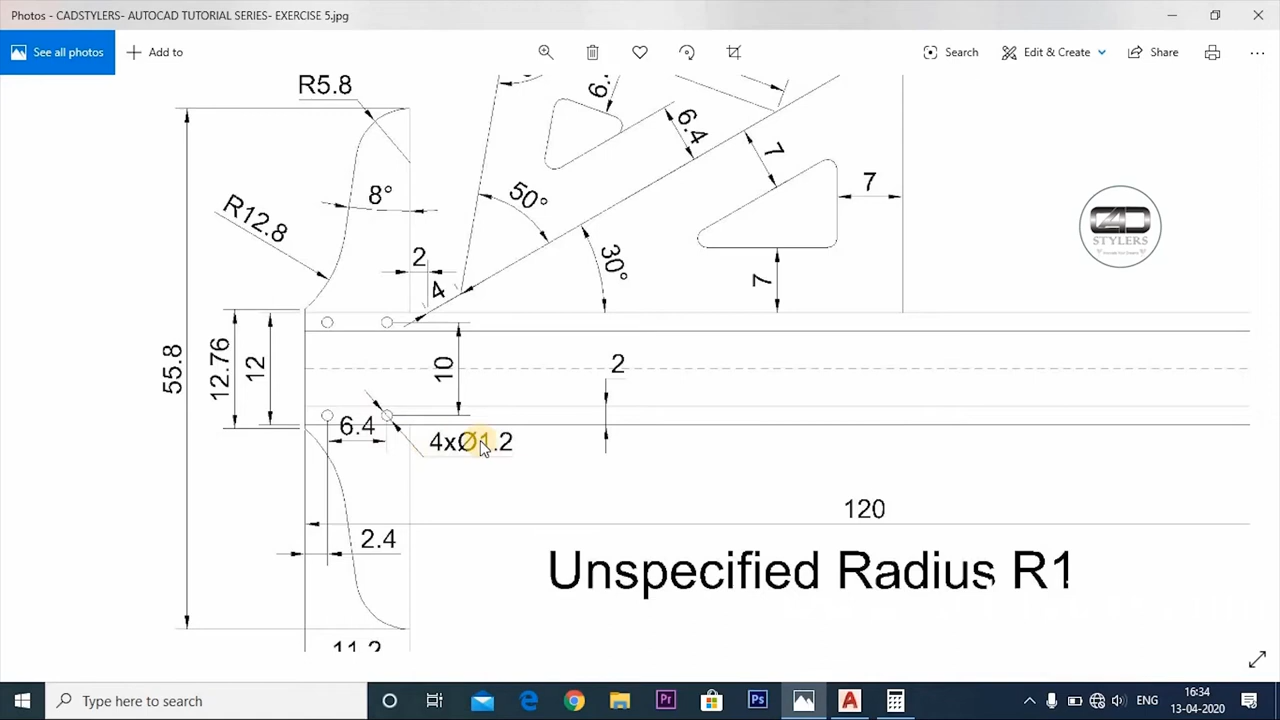 Photos - CADSTYLERS- AUTOCAD TUTORIAL SERIES- EXERCISE 5.jpg
See all photos
Add to
Search
Edit & Create
Share
R5.8
6.4
7
8°
50°
7
R12.8
2
30°
4
7
CAD
STYLERS
55.8
12.76
12
10
2
6.4
4xØ1.2
120
2.4
Unspecified Radius R1
Type here to search
Pr
Ps
ENG
16:34
13-04-2020